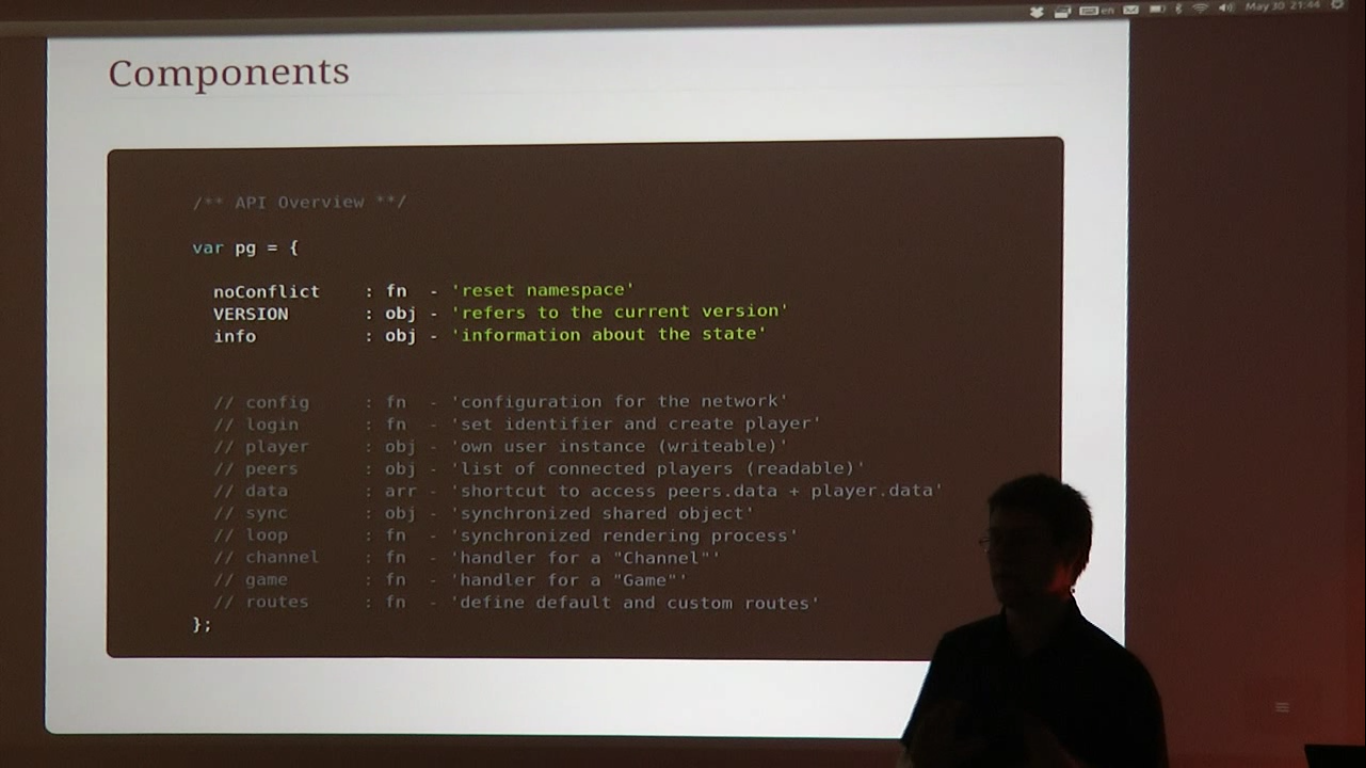 en May 30 21:44
Components
/** API Overview **/
var pg = {
noConflict : fn - 'reset namespace'
VERSION : obj - 'refers to the current version'
info : obj - 'information about the state'
// config : fn - 'configuration for the network'
// login : fn - 'set identifier and create player'
// player : obj - 'own user instance (writeable)'
// peers : obj - 'list of connected players (readable)'
// data : arr - 'shortcut to access peers.data + player.data'
// sync : obj - 'synchronized shared object'
// loop : fn - 'synchronized rendering process'
// channel : fn - 'handler for a "Channel"'
// game : fn - 'handler for a "Game"'
// routes : fn - 'define default and custom routes'
};